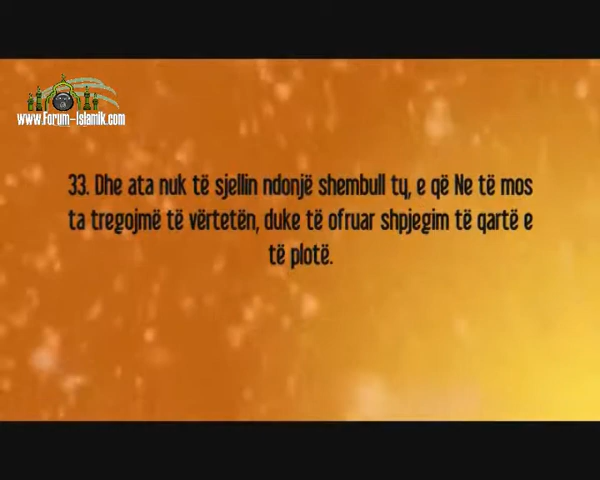 www.Forum-Islamik.com
33. Dhe ata nuk të sjellin ndonjë shembull ty, e që Ne të mos
ta tregojmë të vërtetën, duke të ofruar shpjegim të qartë e
të plotë.